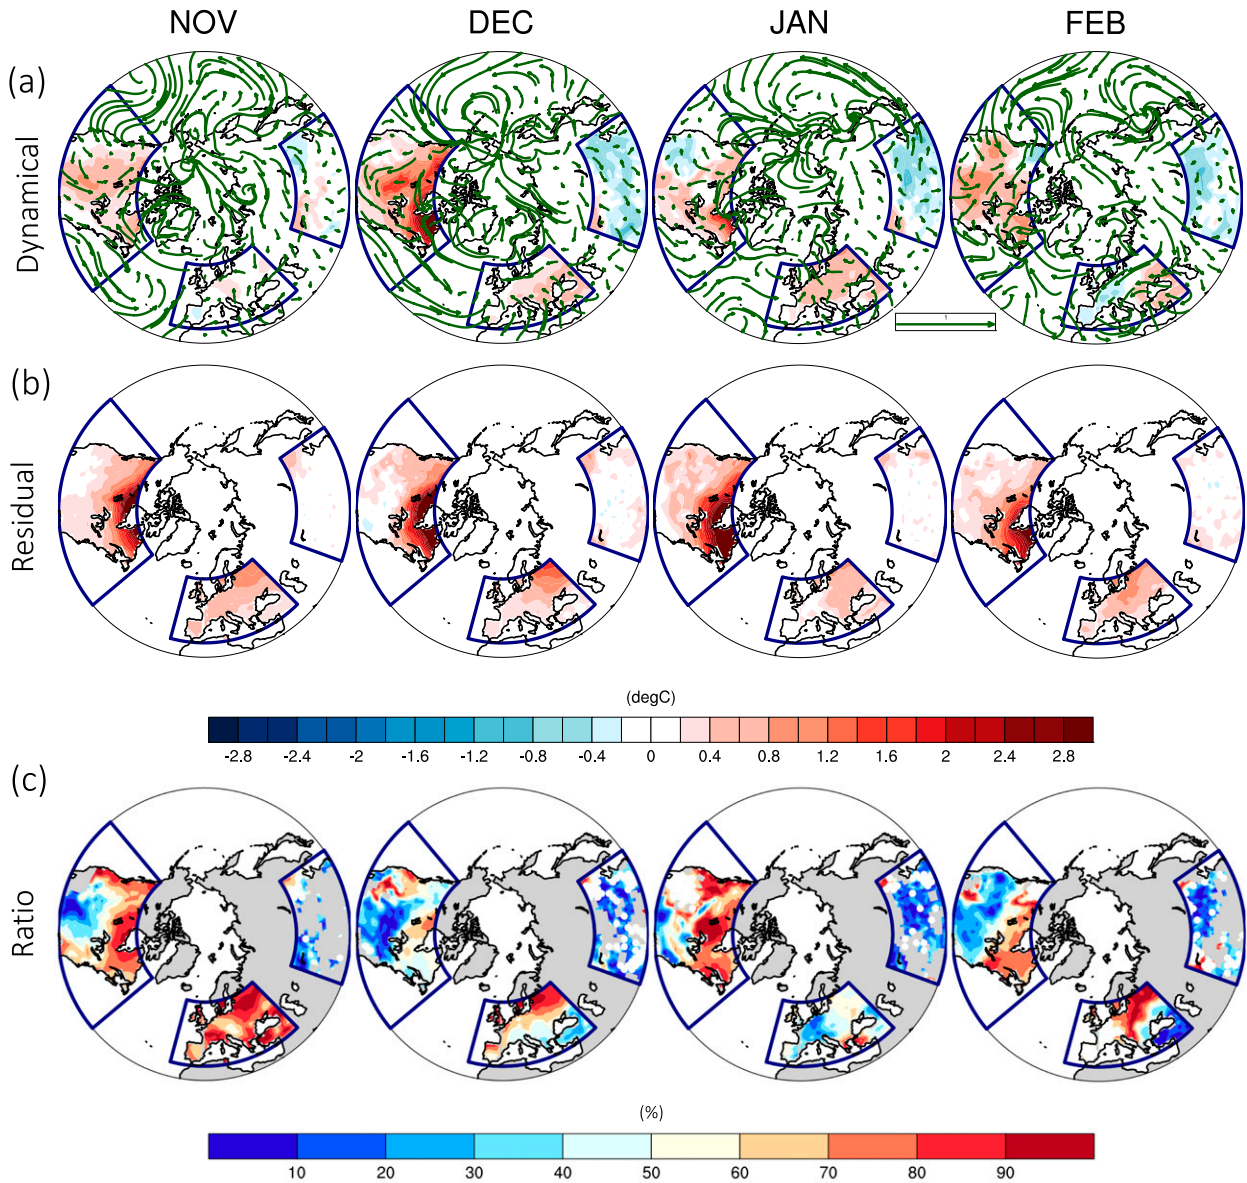 NOV DEC JAN FEB
(a)
Dynamical
1
(b)
Residual
(degC)
-2.8 -2.4 -2 -1.6 -1.2 -0.8 -0.4 0 0.4 0.8 1.2 1.6 2 2.4 2.8
(c)
Ratio
(%)
10 20 30 40 50 60 70 80 90